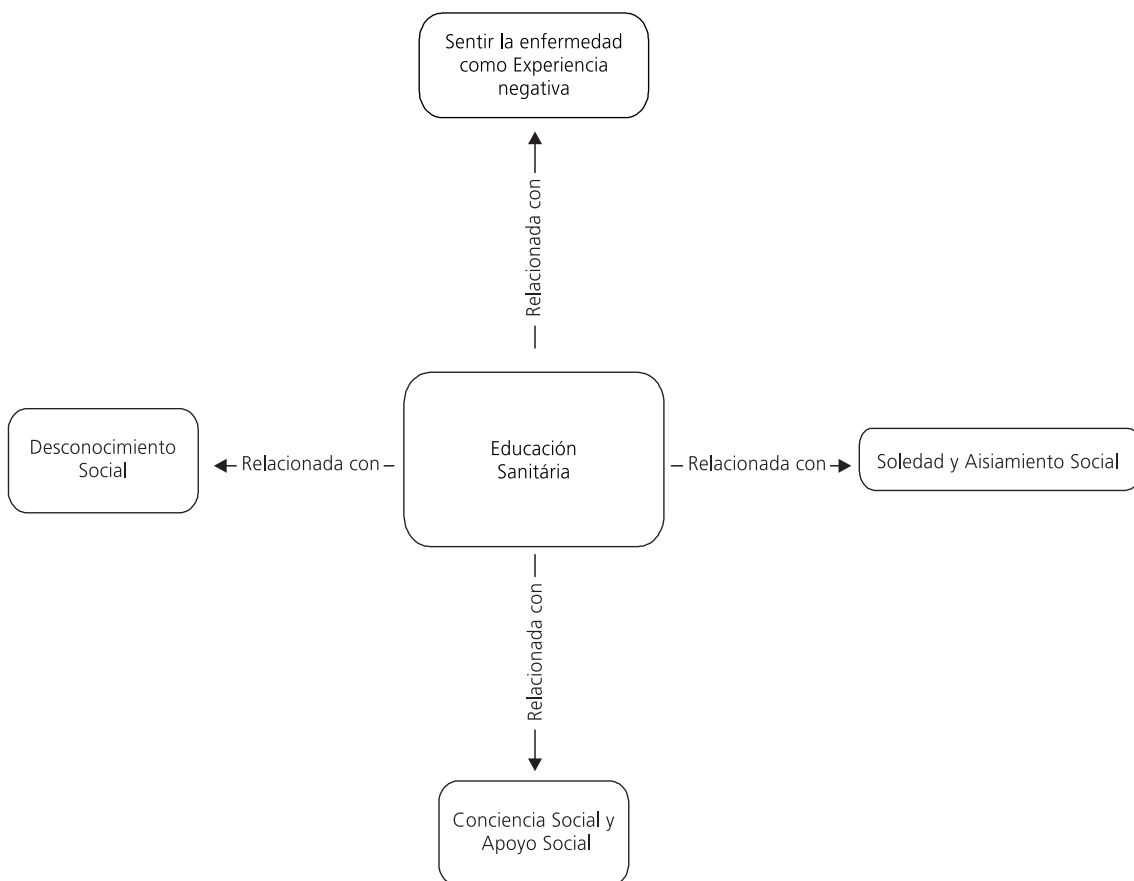 Sentir la enfermedad
como Experiencia
negativa
Relacionada con
Desconocimiento
Social
Relacionada con
Educación
Sanitária
Relacionada con
Soledad y Aisiamiento Social
Relacionada con
Conciencia Social y
Apoyo Social